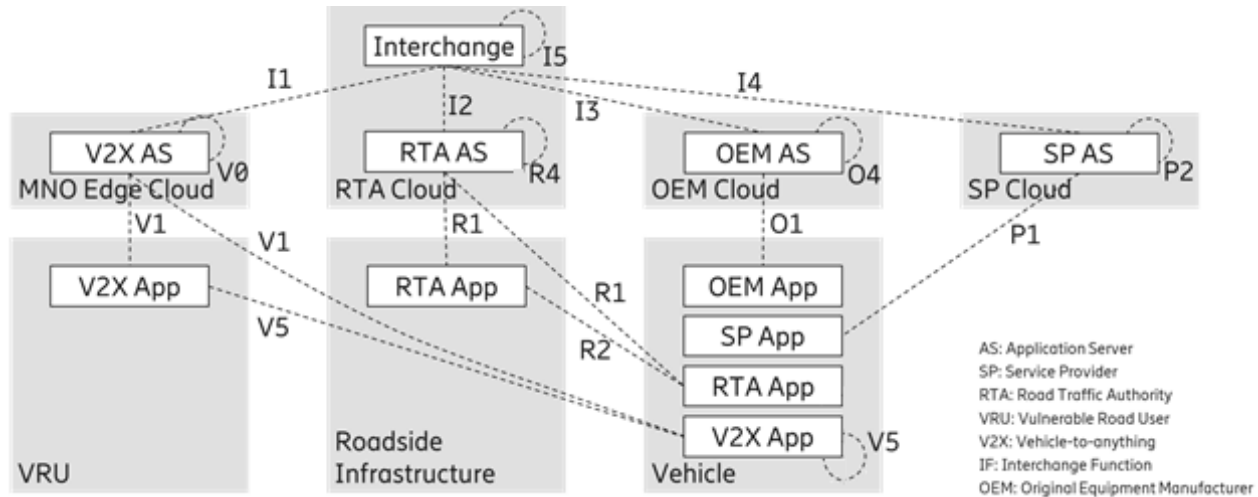 Interchange
I5
I1
I2
I3
I4
V2X AS
V0
MNO Edge Cloud
RTA AS
R4
RTA Cloud
OEM AS
O4
OEM Cloud
SP AS
P2
SP Cloud
V1
V1
R1
O1
P1
V2X App
RTA App
R1
OEM App
V5
R2
SP App
RTA App
V2X App
V5
VRU
Roadside
Infrastructure
Vehicle
AS: Application Server
SP: Service Provider
RTA: Road Traffic Authority
VRU: Vulnerable Road User
V2X: Vehicle-to-anything
IF: Interchange Function
OEM: Original Equipment Manufacturer